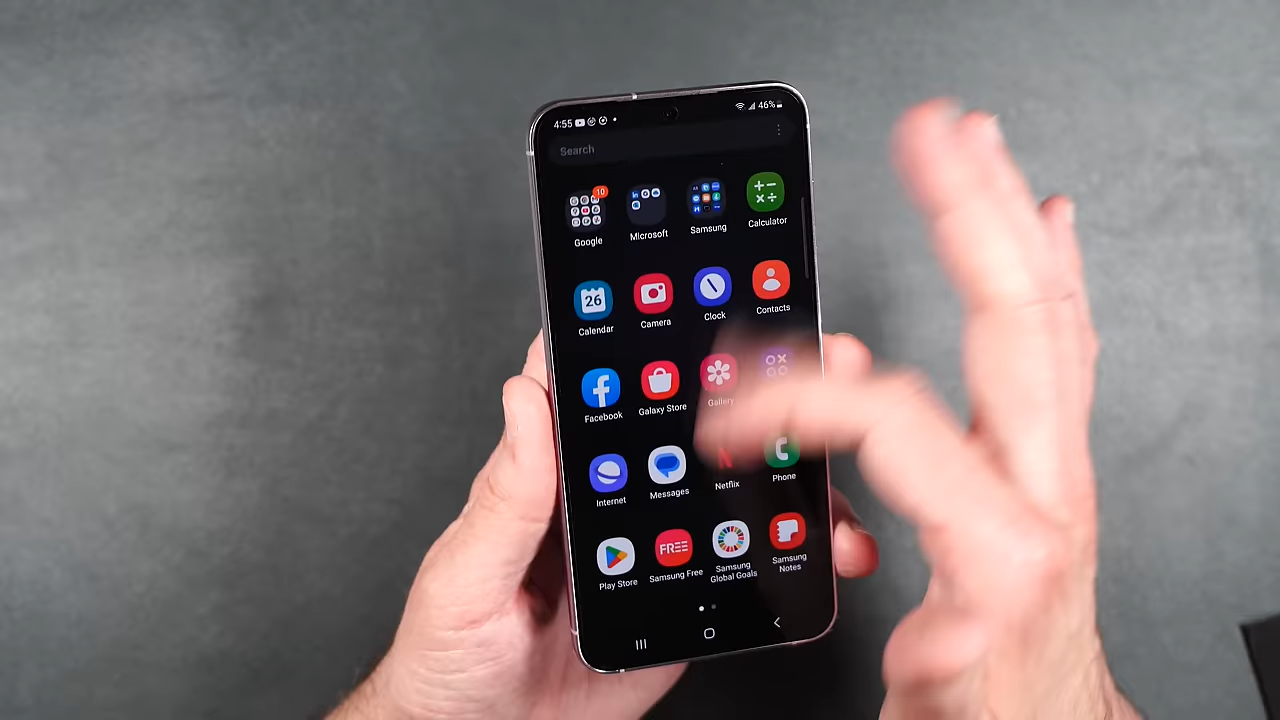 4:55 46%
Search
10
Google Microsoft Samsung Calculator
26
Calendar Camera Clock Contacts
Facebook Galaxy Store Gallery
Internet Messages Netflix Phone
FREE
Play Store Samsung Free Samsung Global Goals Samsung Notes